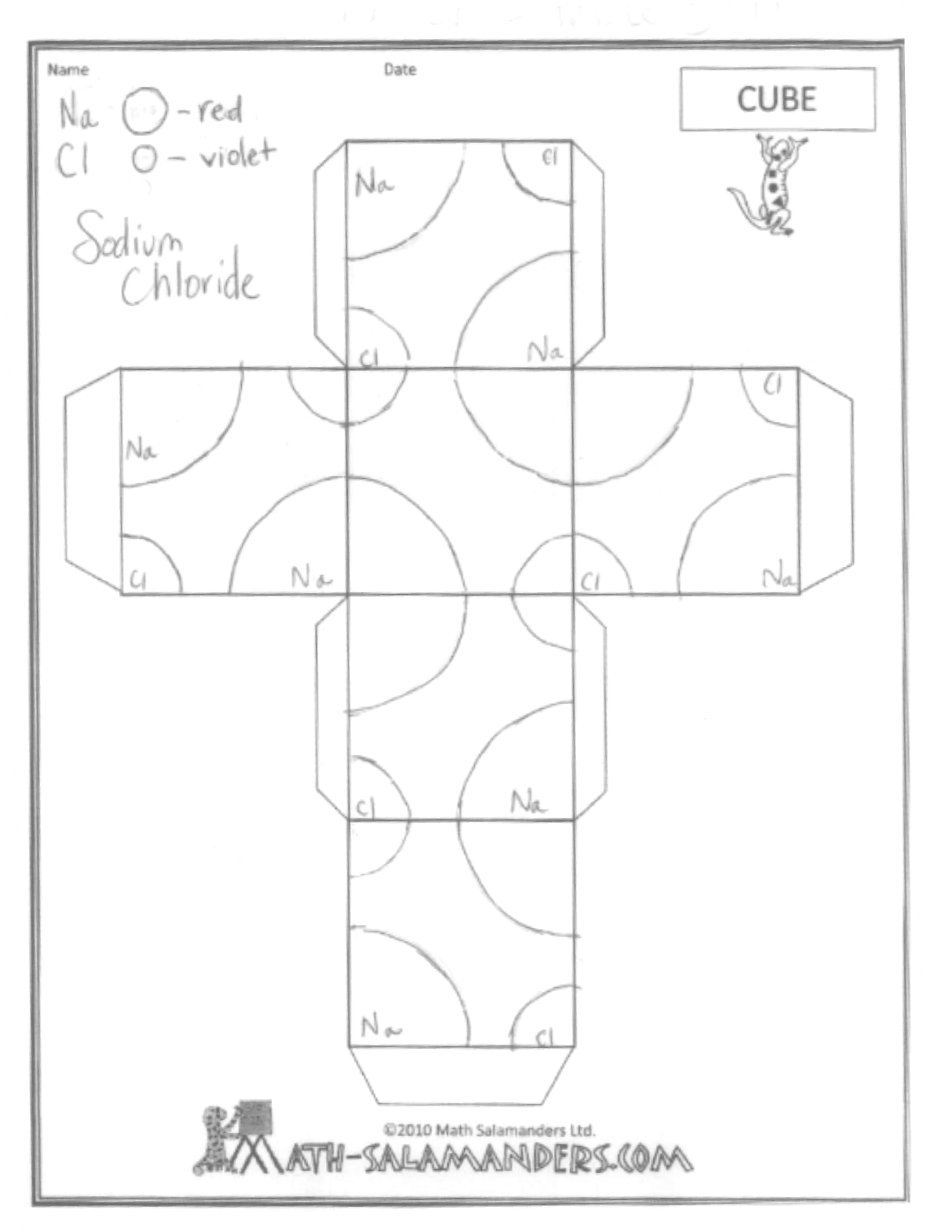 Name Date
CUBE
Na - red
Cl - violet
Sodium
Chloride
Na Cl
Cl Na
Na Cl
Cl Na Cl Na
Cl Na
Na Cl
©2010 Math Salamanders Ltd.
MATH-SALAMANDERS.COM